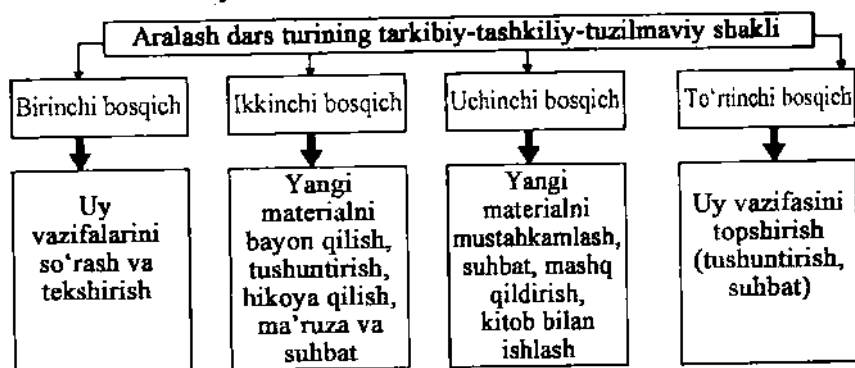 Aralash dars turining tarkibiy-tashkiliy-tuzilmaviy shakli
Birinchi bosqich
Ikkinchi bosqich
Uchinchi bosqich
To‘rtinchi bosqich
Uy
vazifalarini
so‘rash va
tekshirish
Yangi
materialni
bayon qilish,
tushuntirish,
hikoya qilish,
ma’ruza va
suhbat
Yangi
materialni
mustahkamlash,
suhbat, mashq
qildirish,
kitob bilan
ishlash
Uy vazifasini
topshirish
(tushuntirish,
suhbat)